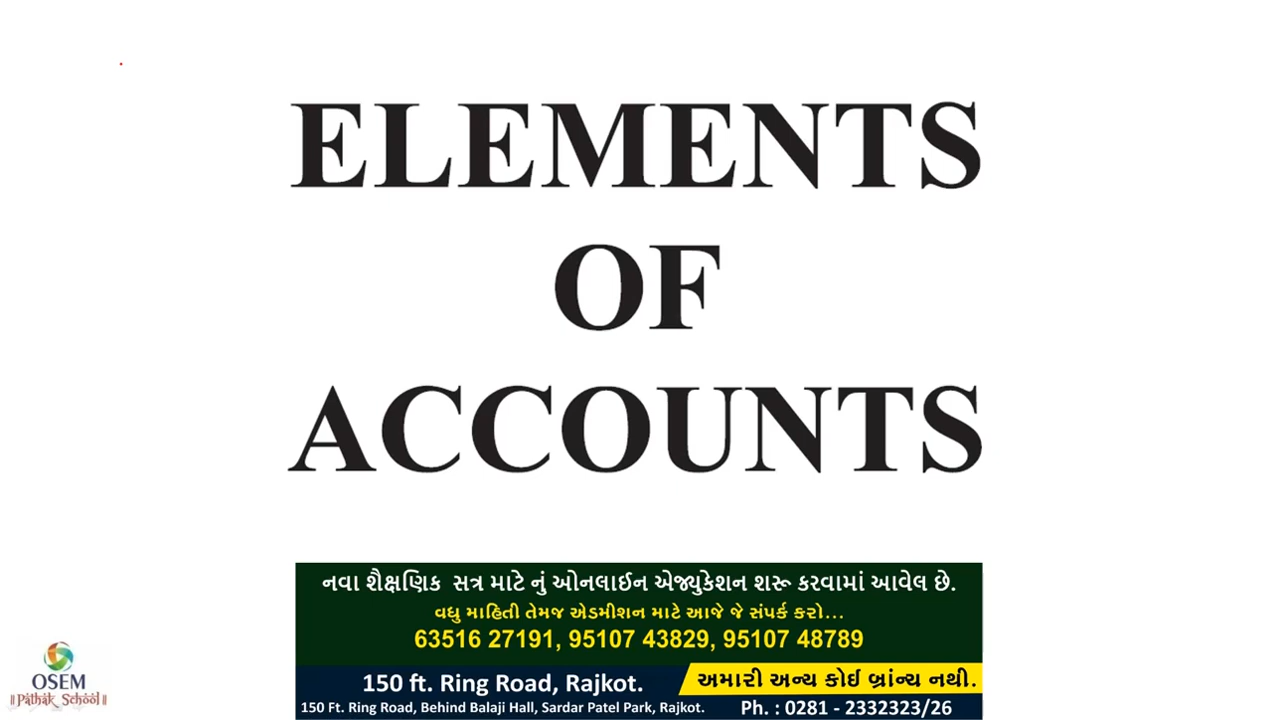 ELEMENTS
OF
ACCOUNTS
નવા શૈક્ષણિક સત્ર માટે નું ઓનલાઈન એજ્યુકેશન શરૂ કરવામાં આવેલ છે.
વધુ માહિતી તેમજ એડમીશન માટે આજે જે સંપર્ક કરો...
63516 27191, 95107 43829, 95107 48789
150 ft. Ring Road, Rajkot.
અમારી અન્ય કોઈ બ્રાંન્ચ નથી.
150 Ft. Ring Road, Behind Balaji Hall, Sardar Patel Park, Rajkot.
Ph. : 0281 - 2332323/26
OSEM
॥ Pathak School ॥